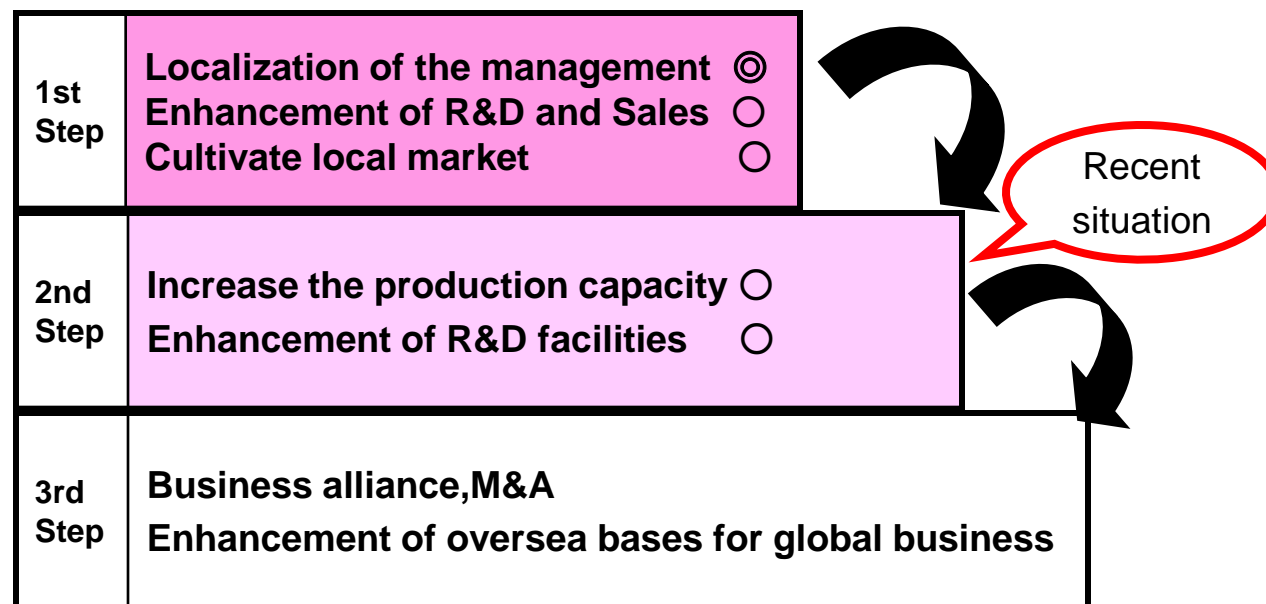 1st
Step
Localization of the management ◎
Enhancement of R&D and Sales ○
Cultivate local market ○
Recent
situation
2nd
Step
Increase the production capacity ○
Enhancement of R&D facilities ○
3rd
Step
Business alliance,M&A
Enhancement of oversea bases for global business